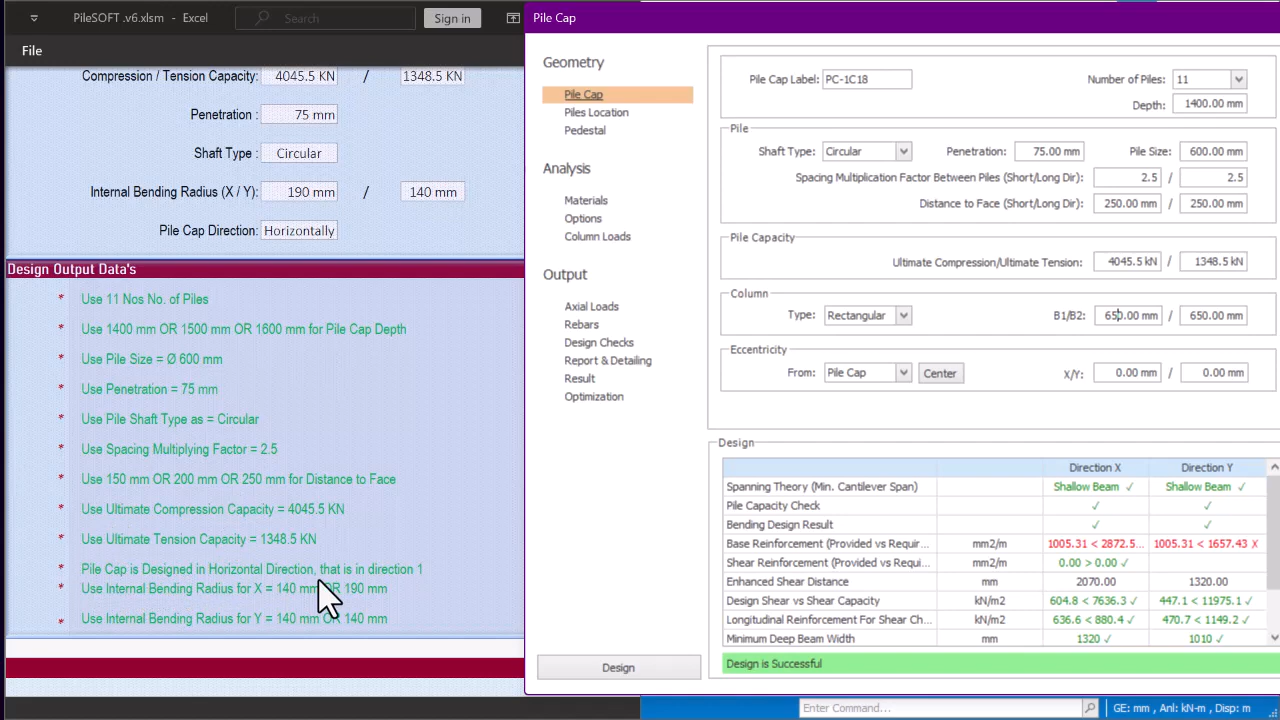 PileSOFT .v6.xlsm - Excel
Search
Sign in
File
Compression / Tension Capacity: 4045.5 KN / 1348.5 KN
Penetration : 75 mm
Shaft Type : Circular
Internal Bending Radius (X / Y): 190 mm / 140 mm
Pile Cap Direction: Horizontally
Design Output Data's
* Use 11 Nos No. of Piles
* Use 1400 mm OR 1500 mm OR 1600 mm for Pile Cap Depth
* Use Pile Size = Ø 600 mm
* Use Penetration = 75 mm
* Use Pile Shaft Type as = Circular
* Use Spacing Multiplying Factor = 2.5
* Use 150 mm OR 200 mm OR 250 mm for Distance to Face
* Use Ultimate Compression Capacity = 4045.5 KN
* Use Ultimate Tension Capacity = 1348.5 KN
Pile Cap is Designed in Horizontal Direction, that is in direction 1
* Use Internal Bending Radius for X = 140 mm OR 190 mm
* Use Internal Bending Radius for Y = 140 mm OR 140 mm
Pile Cap
Geometry
Pile Cap
Piles Location
Pedestal
Analysis
Materials
Options
Column Loads
Output
Axial Loads
Rebars
Design Checks
Report & Detailing
Result
Optimization
Design
Pile Cap Label: PC-1C18
Number of Piles: 11
Depth: 1400.00 mm
Pile
Shaft Type: Circular
Penetration: 75.00 mm
Pile Size: 600.00 mm
Spacing Multiplication Factor Between Piles (Short/Long Dir): 2.5 / 2.5
Distance to Face (Short/Long Dir): 250.00 mm / 250.00 mm
Pile Capacity
Ultimate Compression/Ultimate Tension: 4045.5 kN / 1348.5 kN
Column
Type: Rectangular
B1/B2: 650.00 mm / 650.00 mm
Eccentricity
From: Pile Cap Center
X/Y: 0.00 mm / 0.00 mm
Design
Direction X Direction Y
Spanning Theory (Min. Cantilever Span) Shallow Beam ✓ Shallow Beam ✓
Pile Capacity Check ✓ ✓
Bending Design Result ✓ ✓
Base Reinforcement (Provided vs Requir... mm2/m 1005.31 < 2872.5... 1005.31 < 1657.43 ✗
Shear Reinforcement (Provided vs Requi... mm2/m 0.00 > 0.00 ✓
Enhanced Shear Distance mm 2070.00 1320.00
Design Shear vs Shear Capacity kN/m2 604.8 < 7636.3 ✓ 447.1 < 11975.1 ✓
Longitudinal Reinforcement For Shear Ch... kN/m2 636.6 < 880.4 ✓ 470.7 < 1149.2 ✓
Minimum Deep Beam Width mm 1320 ✓ 1010 ✓
Design is Successful
Enter Command...
GE: mm , Anl: kN-m , Disp: m